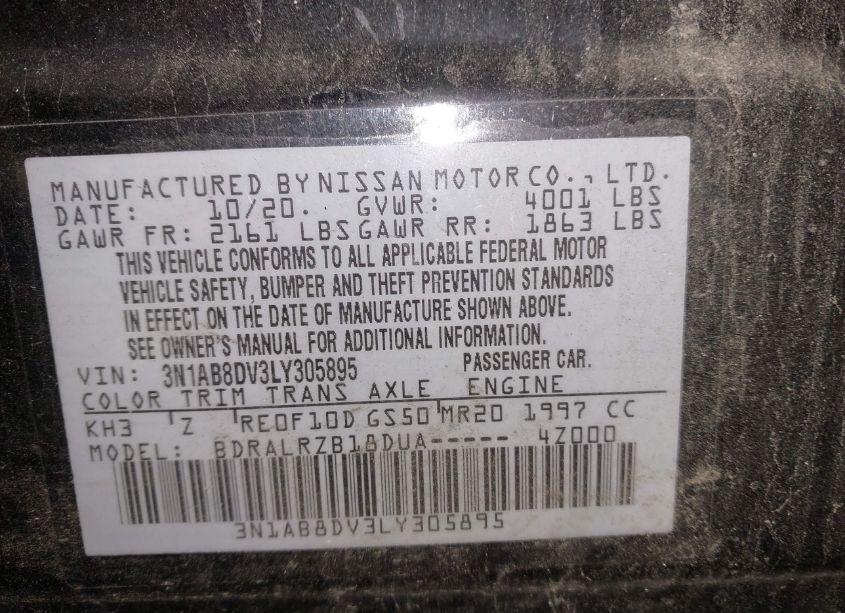 MANUFACTURED BY NISSAN MOTOR CO., LTD.
DATE: 10/20. GVWR: 4001 LBS
GAWR FR: 2161 LBS GAWR RR: 1863 LBS
THIS VEHICLE CONFORMS TO ALL APPLICABLE FEDERAL MOTOR
VEHICLE SAFETY, BUMPER AND THEFT PREVENTION STANDARDS
IN EFFECT ON THE DATE OF MANUFACTURE SHOWN ABOVE.
SEE OWNER'S MANUAL FOR ADDITIONAL INFORMATION.
VIN: 3N1AB8DV3LY305895 PASSENGER CAR.
COLOR TRIM TRANS AXLE ENGINE
KH3 Z RE0F10D GS50 MR20 1997 CC
MODEL: BDRALRZB18DUA----- 4Z000
3N1AB8DV3LY305895